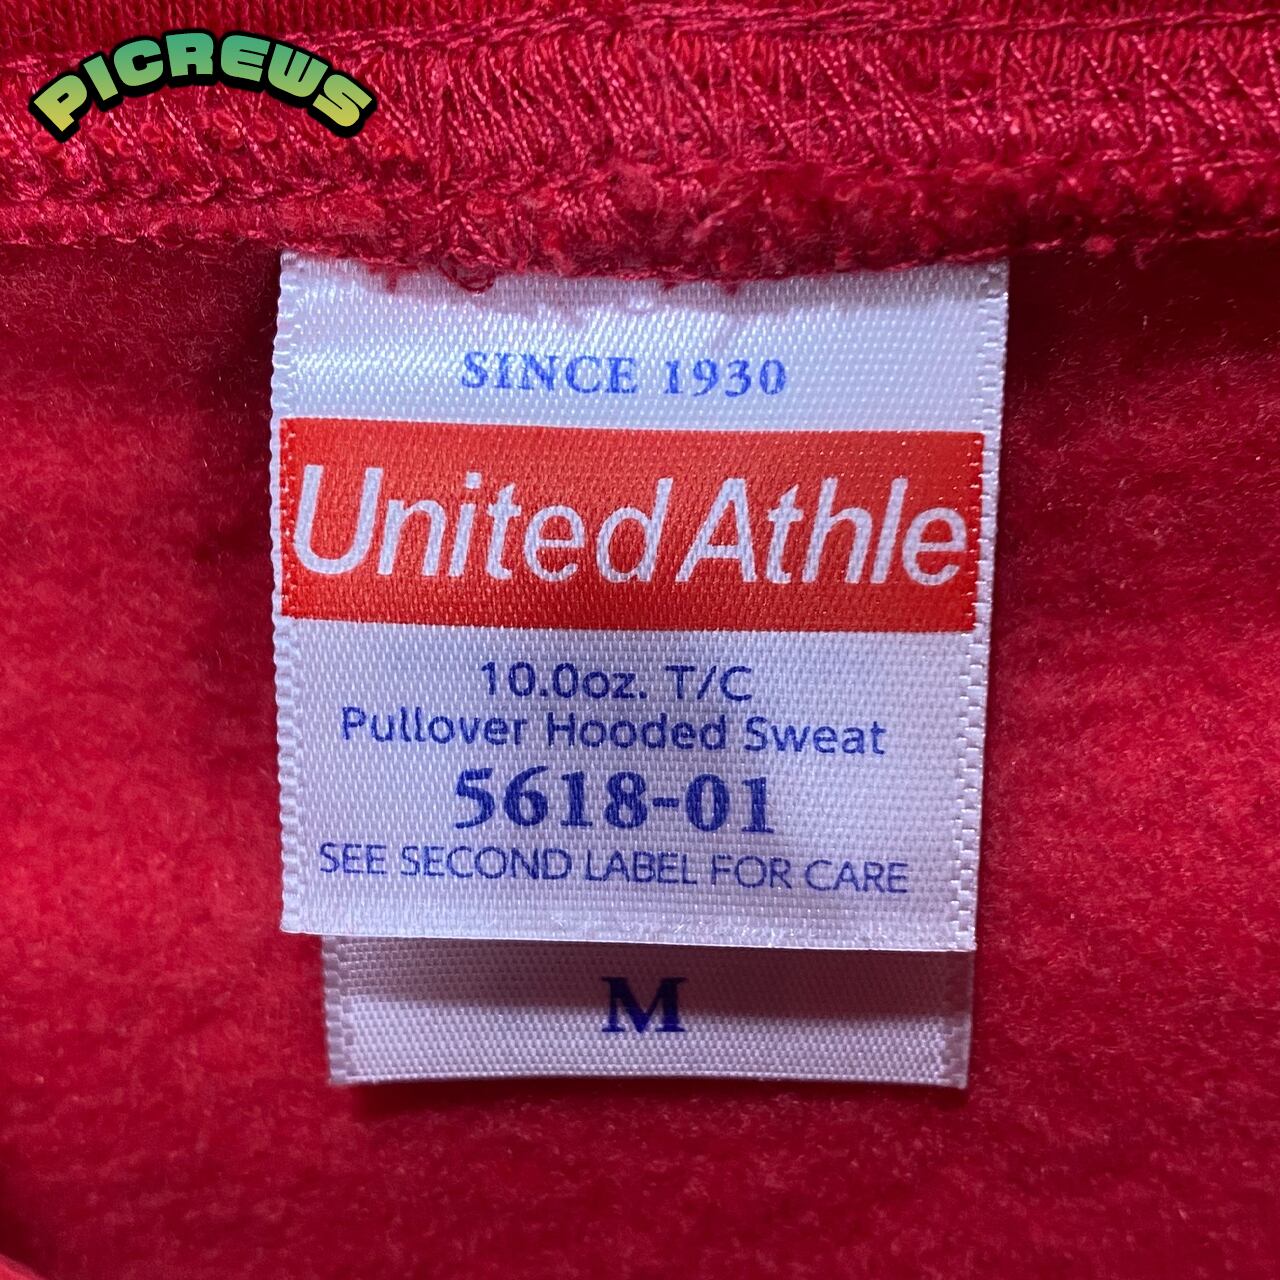 PICREWS
SINCE 1930
United Athle
10.0oz. T/C
Pullover Hooded Sweat
5618-01
SEE SECOND LABEL FOR CARE
M